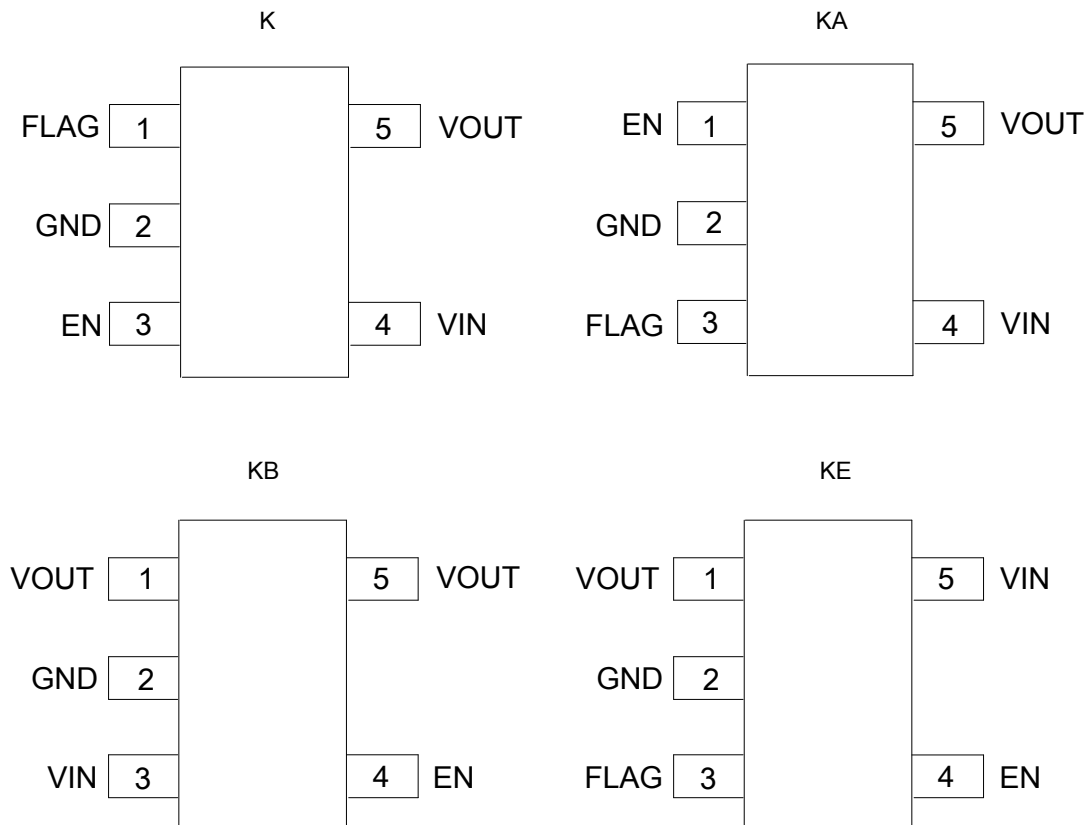 K
FLAG 1 5 VOUT
GND 2
EN 3 4 VIN
KA
EN 1 5 VOUT
GND 2
FLAG 3 4 VIN
KB
VOUT 1 5 VOUT
GND 2
VIN 3 4 EN
KE
VOUT 1 5 VIN
GND 2
FLAG 3 4 EN